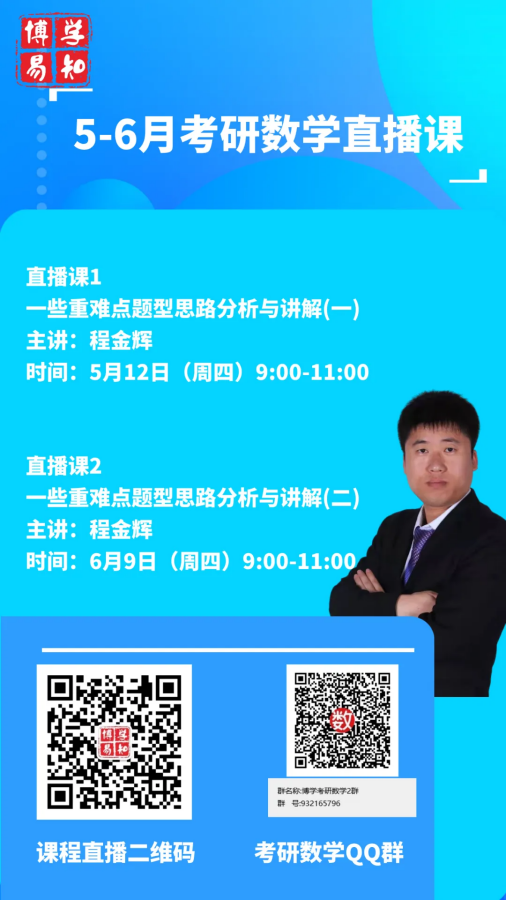 博学
易知
5-6月考研数学直播课
直播课1
一些重难点题型思路分析与讲解(一)
主讲：程金辉
时间：5月12日（周四）9:00-11:00
直播课2
一些重难点题型思路分析与讲解(二)
主讲：程金辉
时间：6月9日（周四）9:00-11:00
博学
易知
数
群名称:博学考研数学2群
群 号:932165796
课程直播二维码
考研数学QQ群